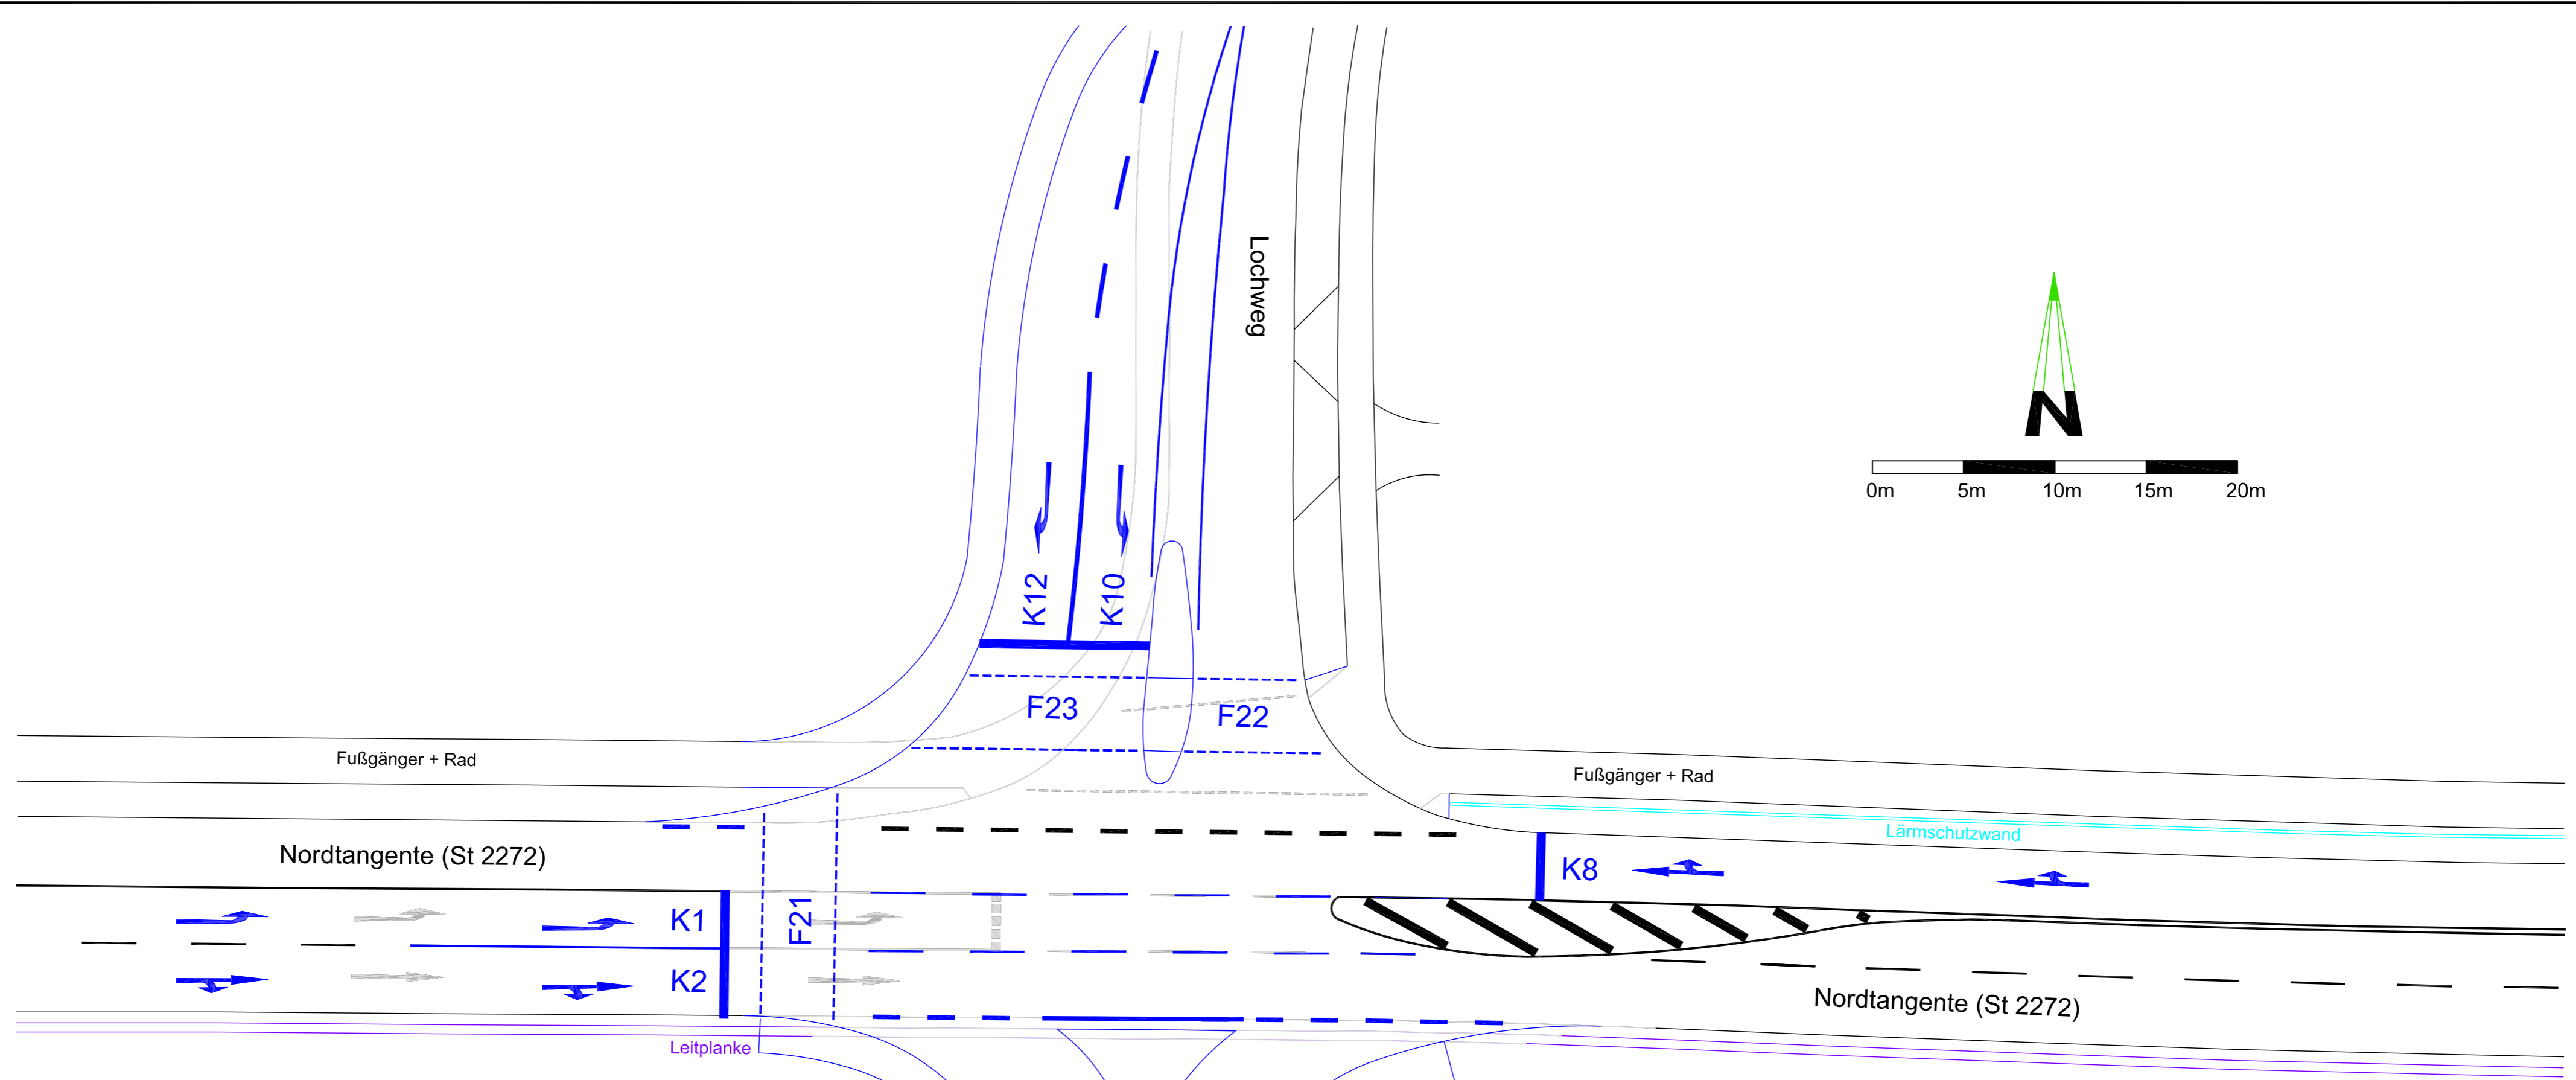 Lochweg
N
0m 5m 10m 15m 20m
K12
K10
F23
F22
Fußgänger + Rad
Fußgänger + Rad
Lärmschutzwand
Nordtangente (St 2272)
K8
K1
F21
K2
Nordtangente (St 2272)
Leitplanke